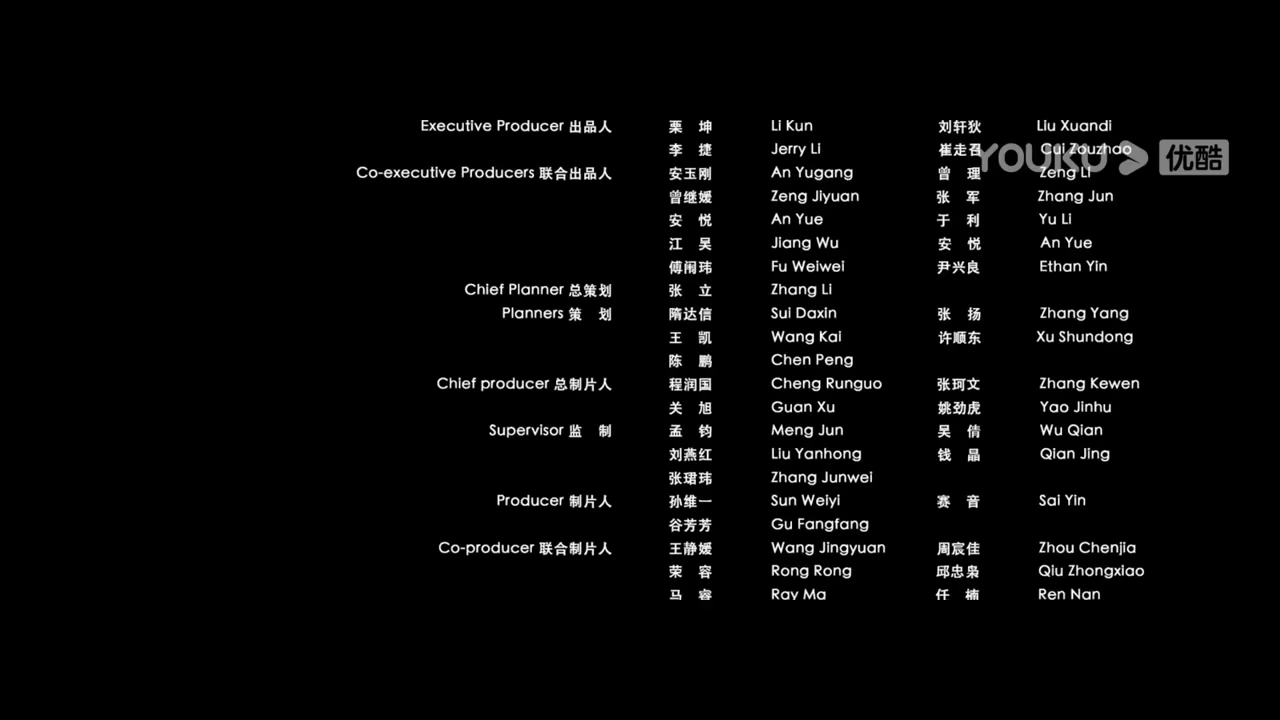 Executive Producer 出品人 栗 坤 Li Kun 刘轩狄 Liu Xuandi
李 捷 Jerry Li 崔走召 Cui Zouzhao
YOUKU 优酷
Co-executive Producers 联合出品人 安玉刚 An Yugang 曾 理 Zeng Li
曾继媛 Zeng Jiyuan 张 军 Zhang Jun
安 悦 An Yue 于 利 Yu Li
江 吴 Jiang Wu 安 悦 An Yue
傅闱玮 Fu Weiwei 尹兴良 Ethan Yin
Chief Planner 总策划 张 立 Zhang Li
Planners 策 划 隋达信 Sui Daxin 张 扬 Zhang Yang
王 凯 Wang Kai 许顺东 Xu Shundong
陈 鹏 Chen Peng
Chief producer 总制片人 程润国 Cheng Runguo 张珂文 Zhang Kewen
关 旭 Guan Xu 姚劲虎 Yao Jinhu
Supervisor 监 制 孟 钧 Meng Jun 吴 倩 Wu Qian
刘燕红 Liu Yanhong 钱 晶 Qian Jing
张珺玮 Zhang Junwei
Producer 制片人 孙维一 Sun Weiyi 赛 音 Sai Yin
谷芳芳 Gu Fangfang
Co-producer 联合制片人 王静媛 Wang Jingyuan 周宸佳 Zhou Chenjia
荣 容 Rong Rong 邱忠枭 Qiu Zhongxiao
马 睿 Ray Ma 任 楠 Ren Nan